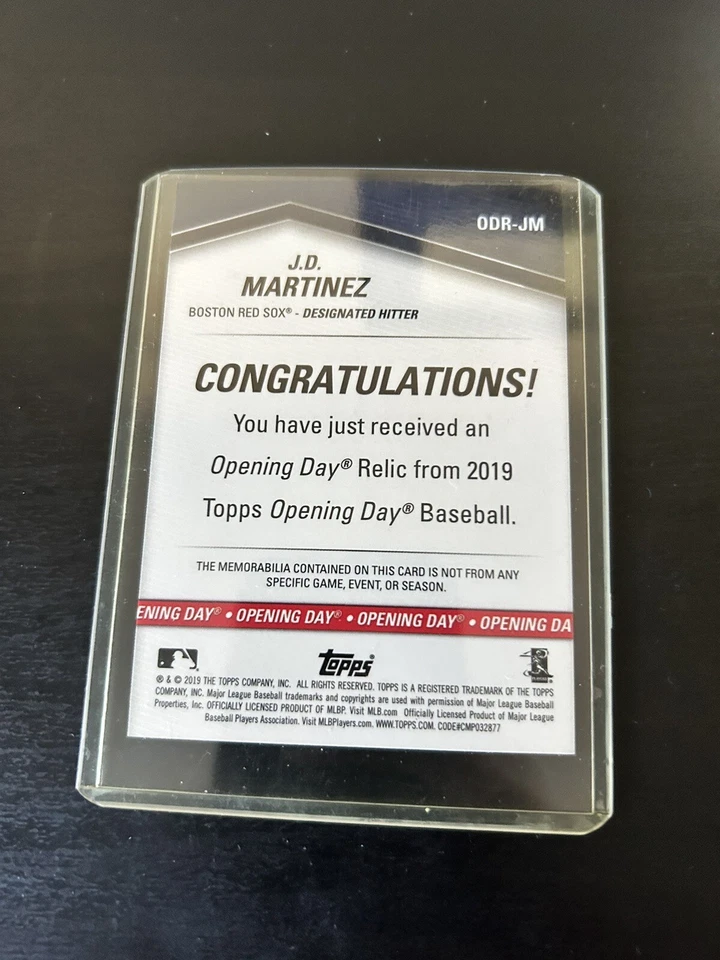 ODR-JM
J.D.
MARTINEZ
BOSTON RED SOX® - DESIGNATED HITTER
CONGRATULATIONS!
You have just received an
Opening Day® Relic from 2019
Topps Opening Day® Baseball.
THE MEMORABILIA CONTAINED ON THIS CARD IS NOT FROM ANY
SPECIFIC GAME, EVENT, OR SEASON.
ENING DAY® • OPENING DAY® • OPENING DAY® • OPENING DA
Topps®
® & © 2019 THE TOPPS COMPANY, INC. ALL RIGHTS RESERVED. TOPPS IS A REGISTERED TRADEMARK OF THE TOPPS
COMPANY, INC. Major League Baseball trademarks and copyrights are used with permission of Major League Baseball
Properties, Inc. OFFICIALLY LICENSED PRODUCT OF MLBP. Visit MLB.com Officially Licensed Product of Major League
Baseball Players Association. Visit MLBPlayers.com. WWW.TOPPS.COM. CODE#CMP032877